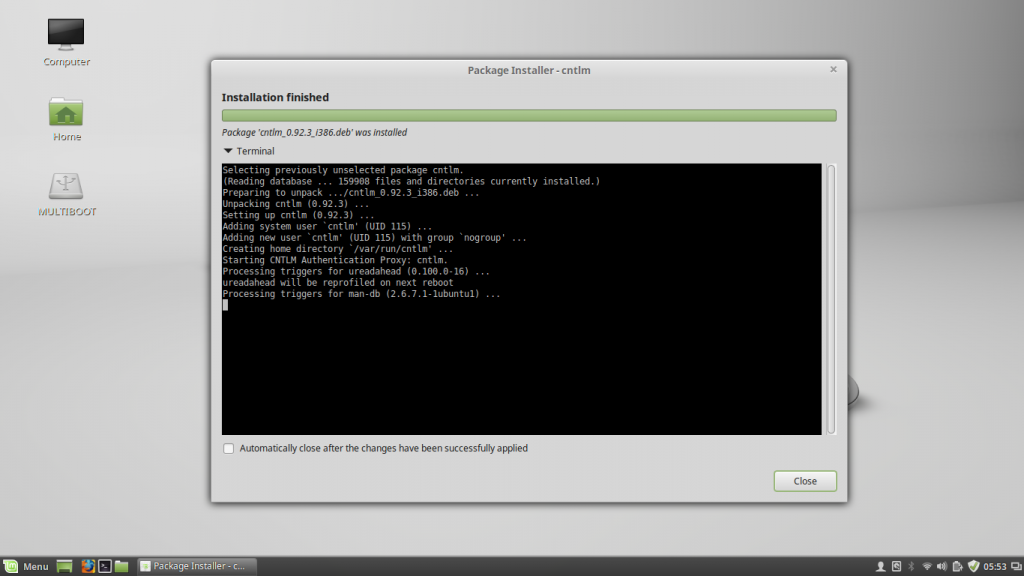 Computer
Home
MULTIBOOT
Package Installer - cntlm
Installation finished
Package 'cntlm_0.92.3_i386.deb' was installed
Terminal
Selecting previously unselected package cntlm.
(Reading database ... 159908 files and directories currently installed.)
Preparing to unpack .../cntlm_0.92.3_i386.deb ...
Unpacking cntlm (0.92.3) ...
Setting up cntlm (0.92.3) ...
Adding system user `cntlm' (UID 115) ...
Adding new user `cntlm' (UID 115) with group `nogroup' ...
Creating home directory `/var/run/cntlm' ...
Starting CNTLM Authentication Proxy: cntlm.
Processing triggers for ureadahead (0.100.0-16) ...
ureadahead will be reprofiled on next reboot
Processing triggers for man-db (2.6.7.1-1ubuntu1) ...
Automatically close after the changes have been successfully applied
Close
Menu
Package Installer - c...
05:53